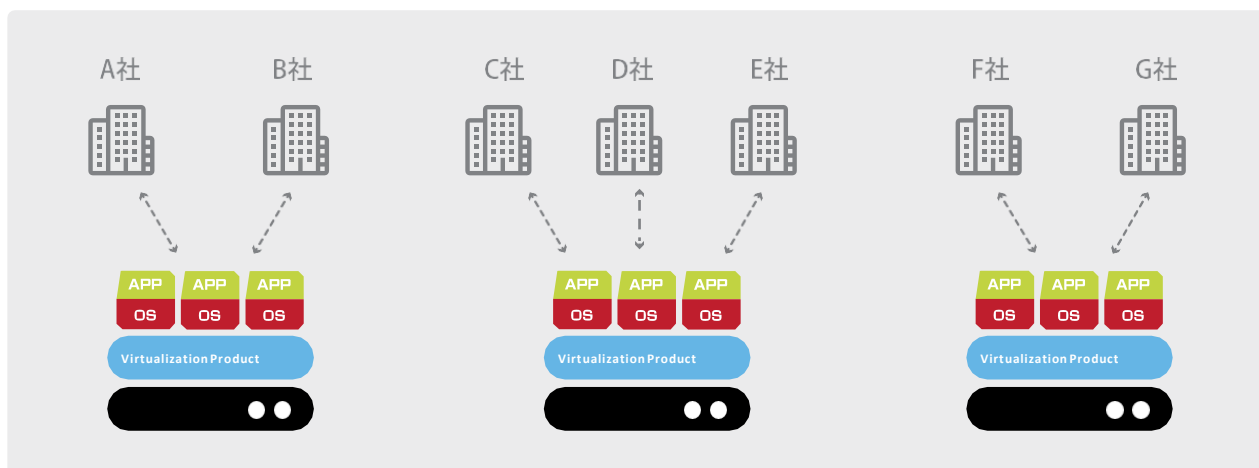 A社 B社 C社 D社 E社 F社 G社
APP APP APP APP APP APP APP APP APP
OS OS OS OS OS OS OS OS OS
Virtualization Product Virtualization Product Virtualization Product